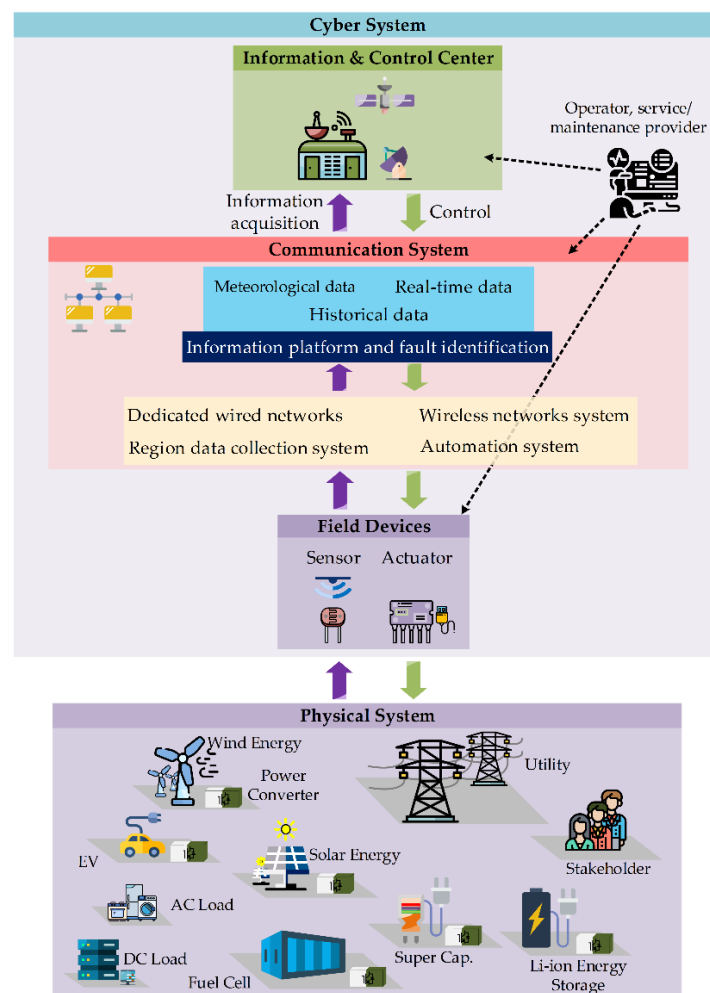 Cyber System
Information & Control Center
Operator, service/
maintenance provider
Information
acquisition
Control
Communication System
Meteorological data
Real-time data
Historical data
Information platform and fault identification
Dedicated wired networks
Wireless networks system
Region data collection system
Automation system
Field Devices
Sensor
Actuator
Physical System
Wind Energy
Power
Converter
Utility
EV
Solar Energy
Stakeholder
AC Load
DC Load
Fuel Cell
Super Cap.
Li-ion Energy
Storage